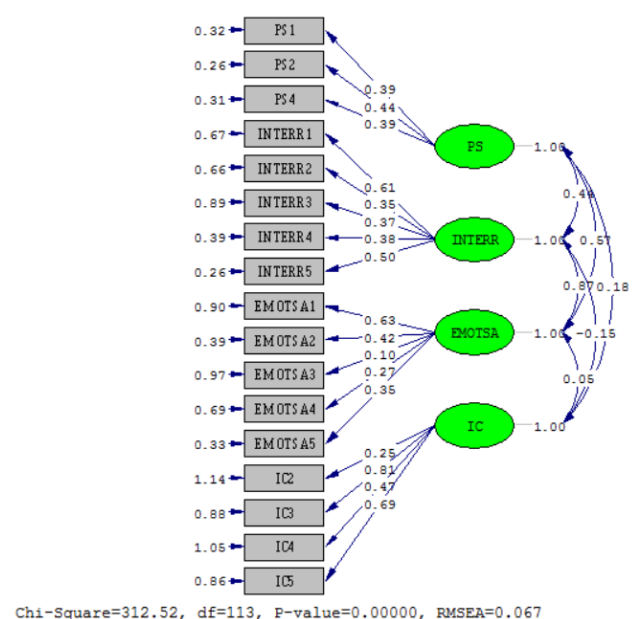 0.32 PS1
0.26 PS2
0.39
0.31 PS4
0.44
0.39
0.67 INTERR1
PS 1.00
0.66 INTERR2
0.61
0.44
0.89 INTERR3
0.35
0.37
0.39 INTERR4
0.38
INTERR 1.00 0.57
0.50
0.26 INTERR5
0.87 0.18
0.90 EMOTSA1
0.63
0.39 EMOTSA2
0.42
EMOTSA 1.00 -0.15
0.10
0.97 EMOTSA3
0.27
0.35
0.05
0.69 EMOTSA4
0.33 EMOTSA5
IC 1.00
0.25
1.14 IC2
0.81
0.47
0.88 IC3
0.69
1.05 IC4
0.86 IC5
Chi-Square=312.52, df=113, P-value=0.00000, RMSEA=0.067